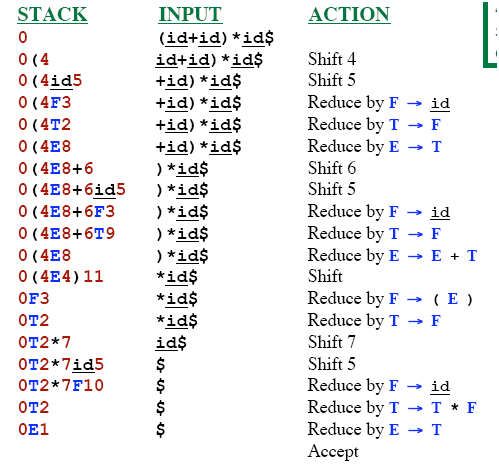 STACK INPUT ACTION
0 (id+id)*id$
0(4 id+id)*id$ Shift 4
0(4id5 +id)*id$ Shift 5
0(4F3 +id)*id$ Reduce by F → id
0(4T2 +id)*id$ Reduce by T → F
0(4E8 +id)*id$ Reduce by E → T
0(4E8+6 )*id$ Shift 6
0(4E8+6id5 )*id$ Shift 5
0(4E8+6F3 )*id$ Reduce by F → id
0(4E8+6T9 )*id$ Reduce by T → F
0(4E8 )*id$ Reduce by E → E + T
0(4E4)11 *id$ Shift
0F3 *id$ Reduce by F → ( E )
0T2 *id$ Reduce by T → F
0T2*7 id$ Shift 7
0T2*7id5 $ Shift 5
0T2*7F10 $ Reduce by F → id
0T2 $ Reduce by T → T * F
0E1 $ Reduce by E → T
Accept